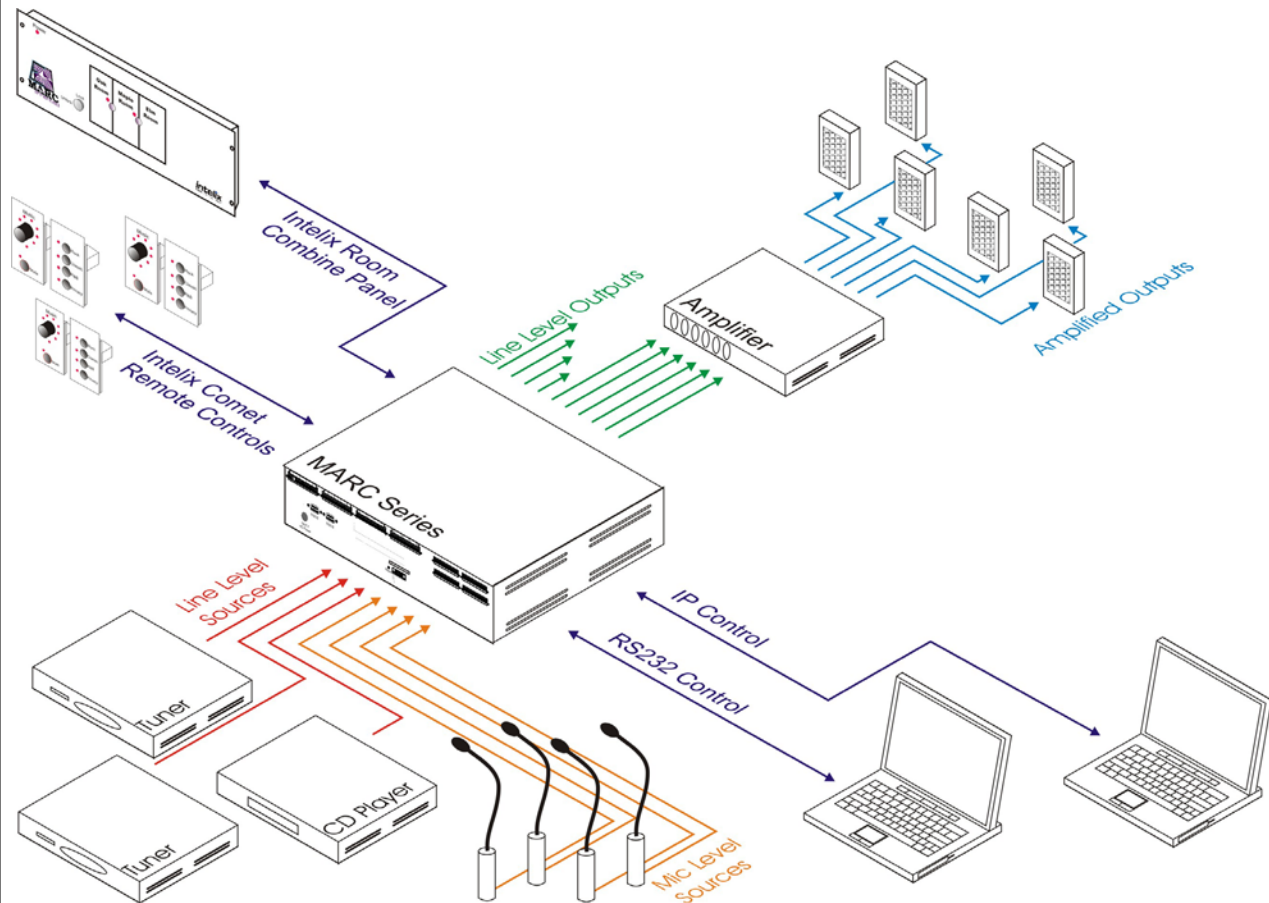 MARC
intelix
Intelix Room
Combine Panel
Intelix Comet
Remote Controls
Line Level Outputs
Amplifier
Amplified Outputs
MARC Series
Line Level
Sources
Tuner
Tuner
CD Player
Mic Level
Sources
IP Control
RS232 Control